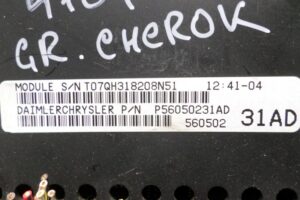 GR. CHEROK
MODULE S/N T07QH318208N51 12:41-04
DAIMLERCHRYSLER P/N P56050231AD
560502 31AD